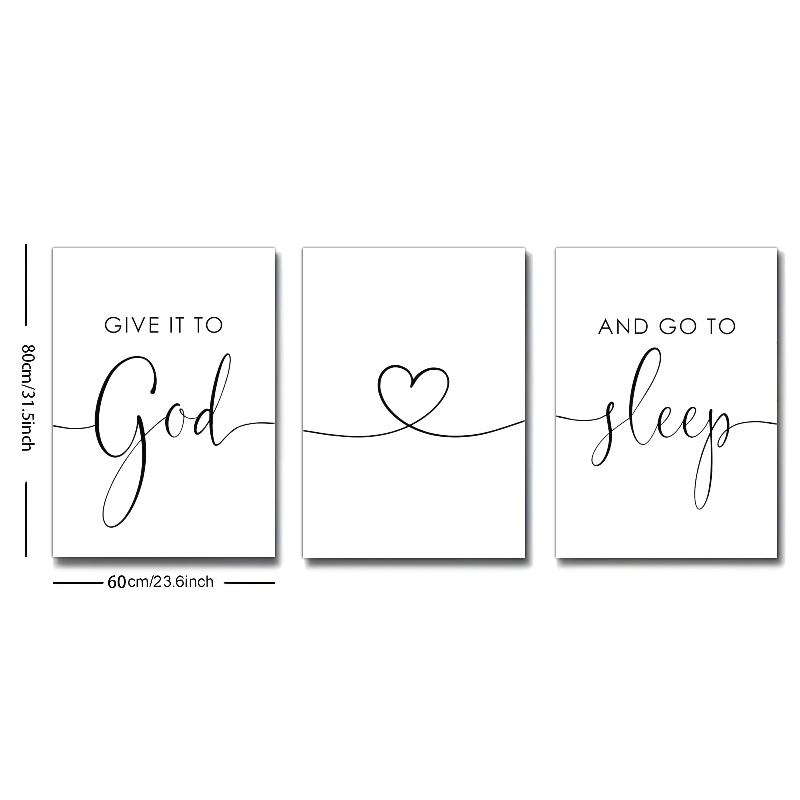 GIVE IT TO
God
AND GO TO
sleep
80cm/31.5inch
60cm/23.6inch